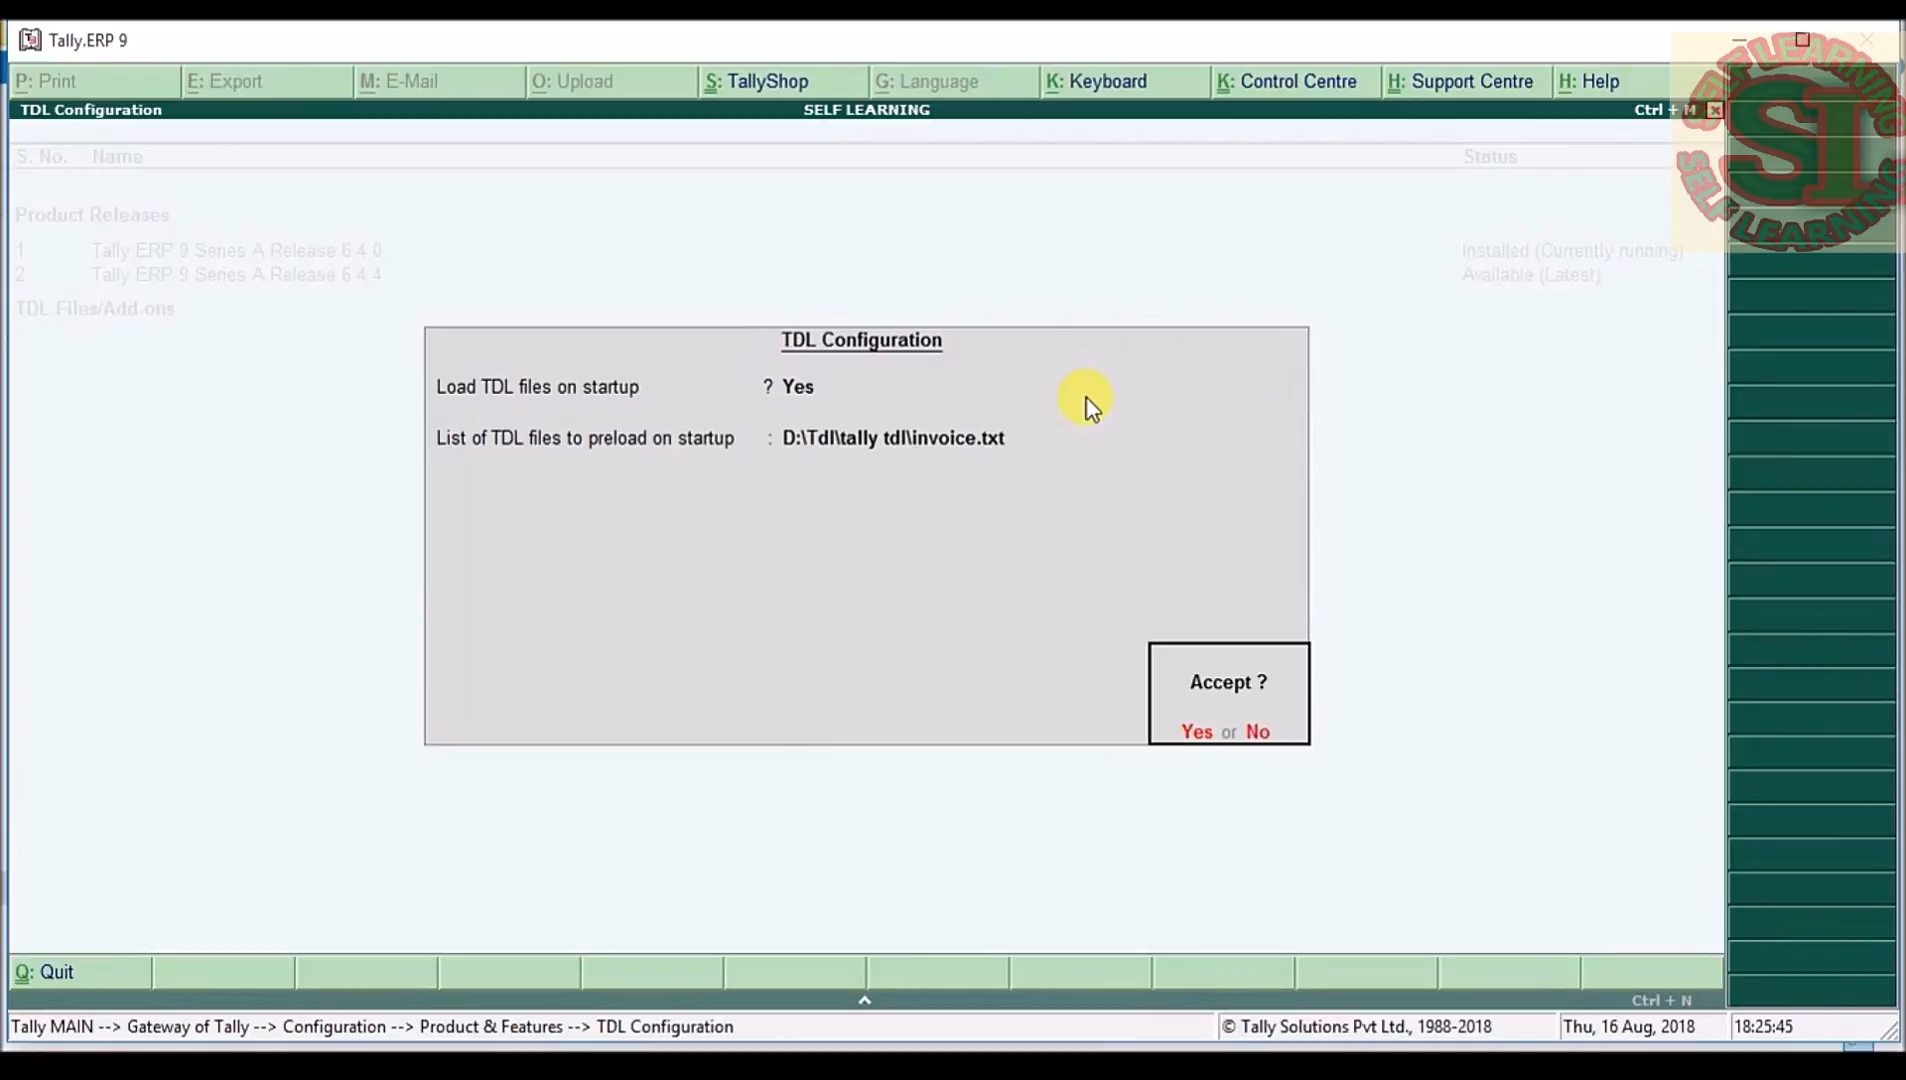 Tally.ERP 9
P: Print E: Export M: E-Mail O: Upload S: TallyShop G: Language K: Keyboard K: Control Centre H: Support Centre H: Help
TDL Configuration SELF LEARNING Ctrl + M
S. No. Name Status
Product Releases
1 Tally ERP 9 Series A Release 6 4 0 Installed (Currently running)
2 Tally ERP 9 Series A Release 6 4 4 Available (Latest)
TDL Files/Add-ons
TDL Configuration
Load TDL files on startup ? Yes
List of TDL files to preload on startup : D:\Tdl\tally tdl\invoice.txt
Accept ?
Yes or No
Q: Quit
Ctrl + N
Tally MAIN --> Gateway of Tally --> Configuration --> Product & Features --> TDL Configuration © Tally Solutions Pvt Ltd., 1988-2018 Thu, 16 Aug, 2018 18:25:45
SELF LEARNING
SI
SELF LEARNING